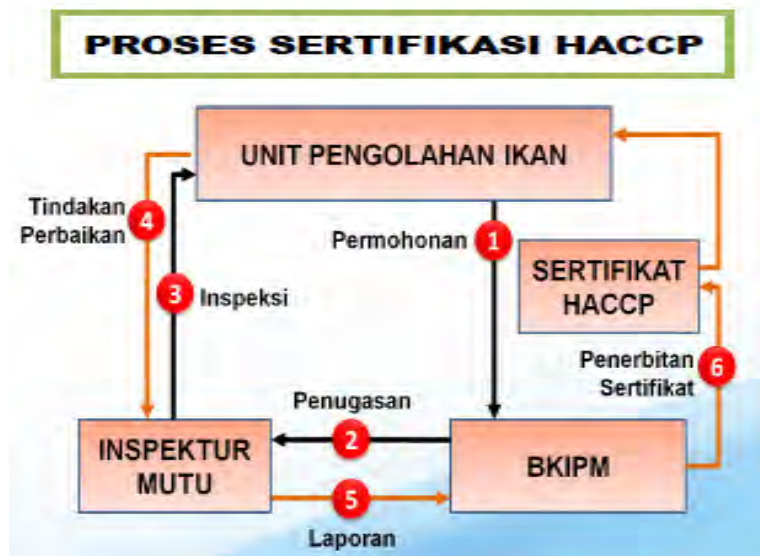 PROSES SERTIFIKASI HACCP
UNIT PENGOLAHAN IKAN
Tindakan
Perbaikan
4
Permohonan
1
3
Inspeksi
SERTIFIKAT
HACCP
Penerbitan
Sertifikat
6
Penugasan
2
INSPEKTUR
MUTU
BKIPM
5
Laporan